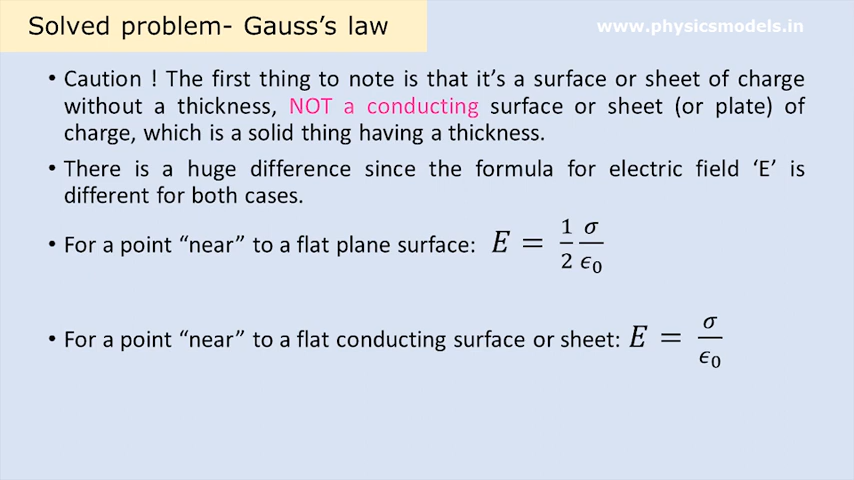 Solved problem- Gauss's law
www.physicsmodels.in
• Caution ! The first thing to note is that it's a surface or sheet of charge
without a thickness, NOT a conducting surface or sheet (or plate) of
charge, which is a solid thing having a thickness.
• There is a huge difference since the formula for electric field 'E' is
different for both cases.
• For a point “near” to a flat plane surface: E = 1/2 σ/ϵ₀
• For a point “near” to a flat conducting surface or sheet: E = σ/ϵ₀